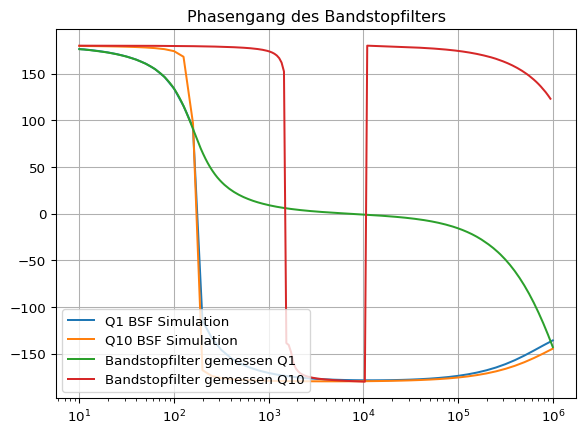 Phasengang des Bandstopfilters
150
100
50
0
−50
−100
−150
Q1 BSF Simulation
Q10 BSF Simulation
Bandstopfilter gemessen Q1
Bandstopfilter gemessen Q10
10¹ 10² 10³ 10⁴ 10⁵ 10⁶